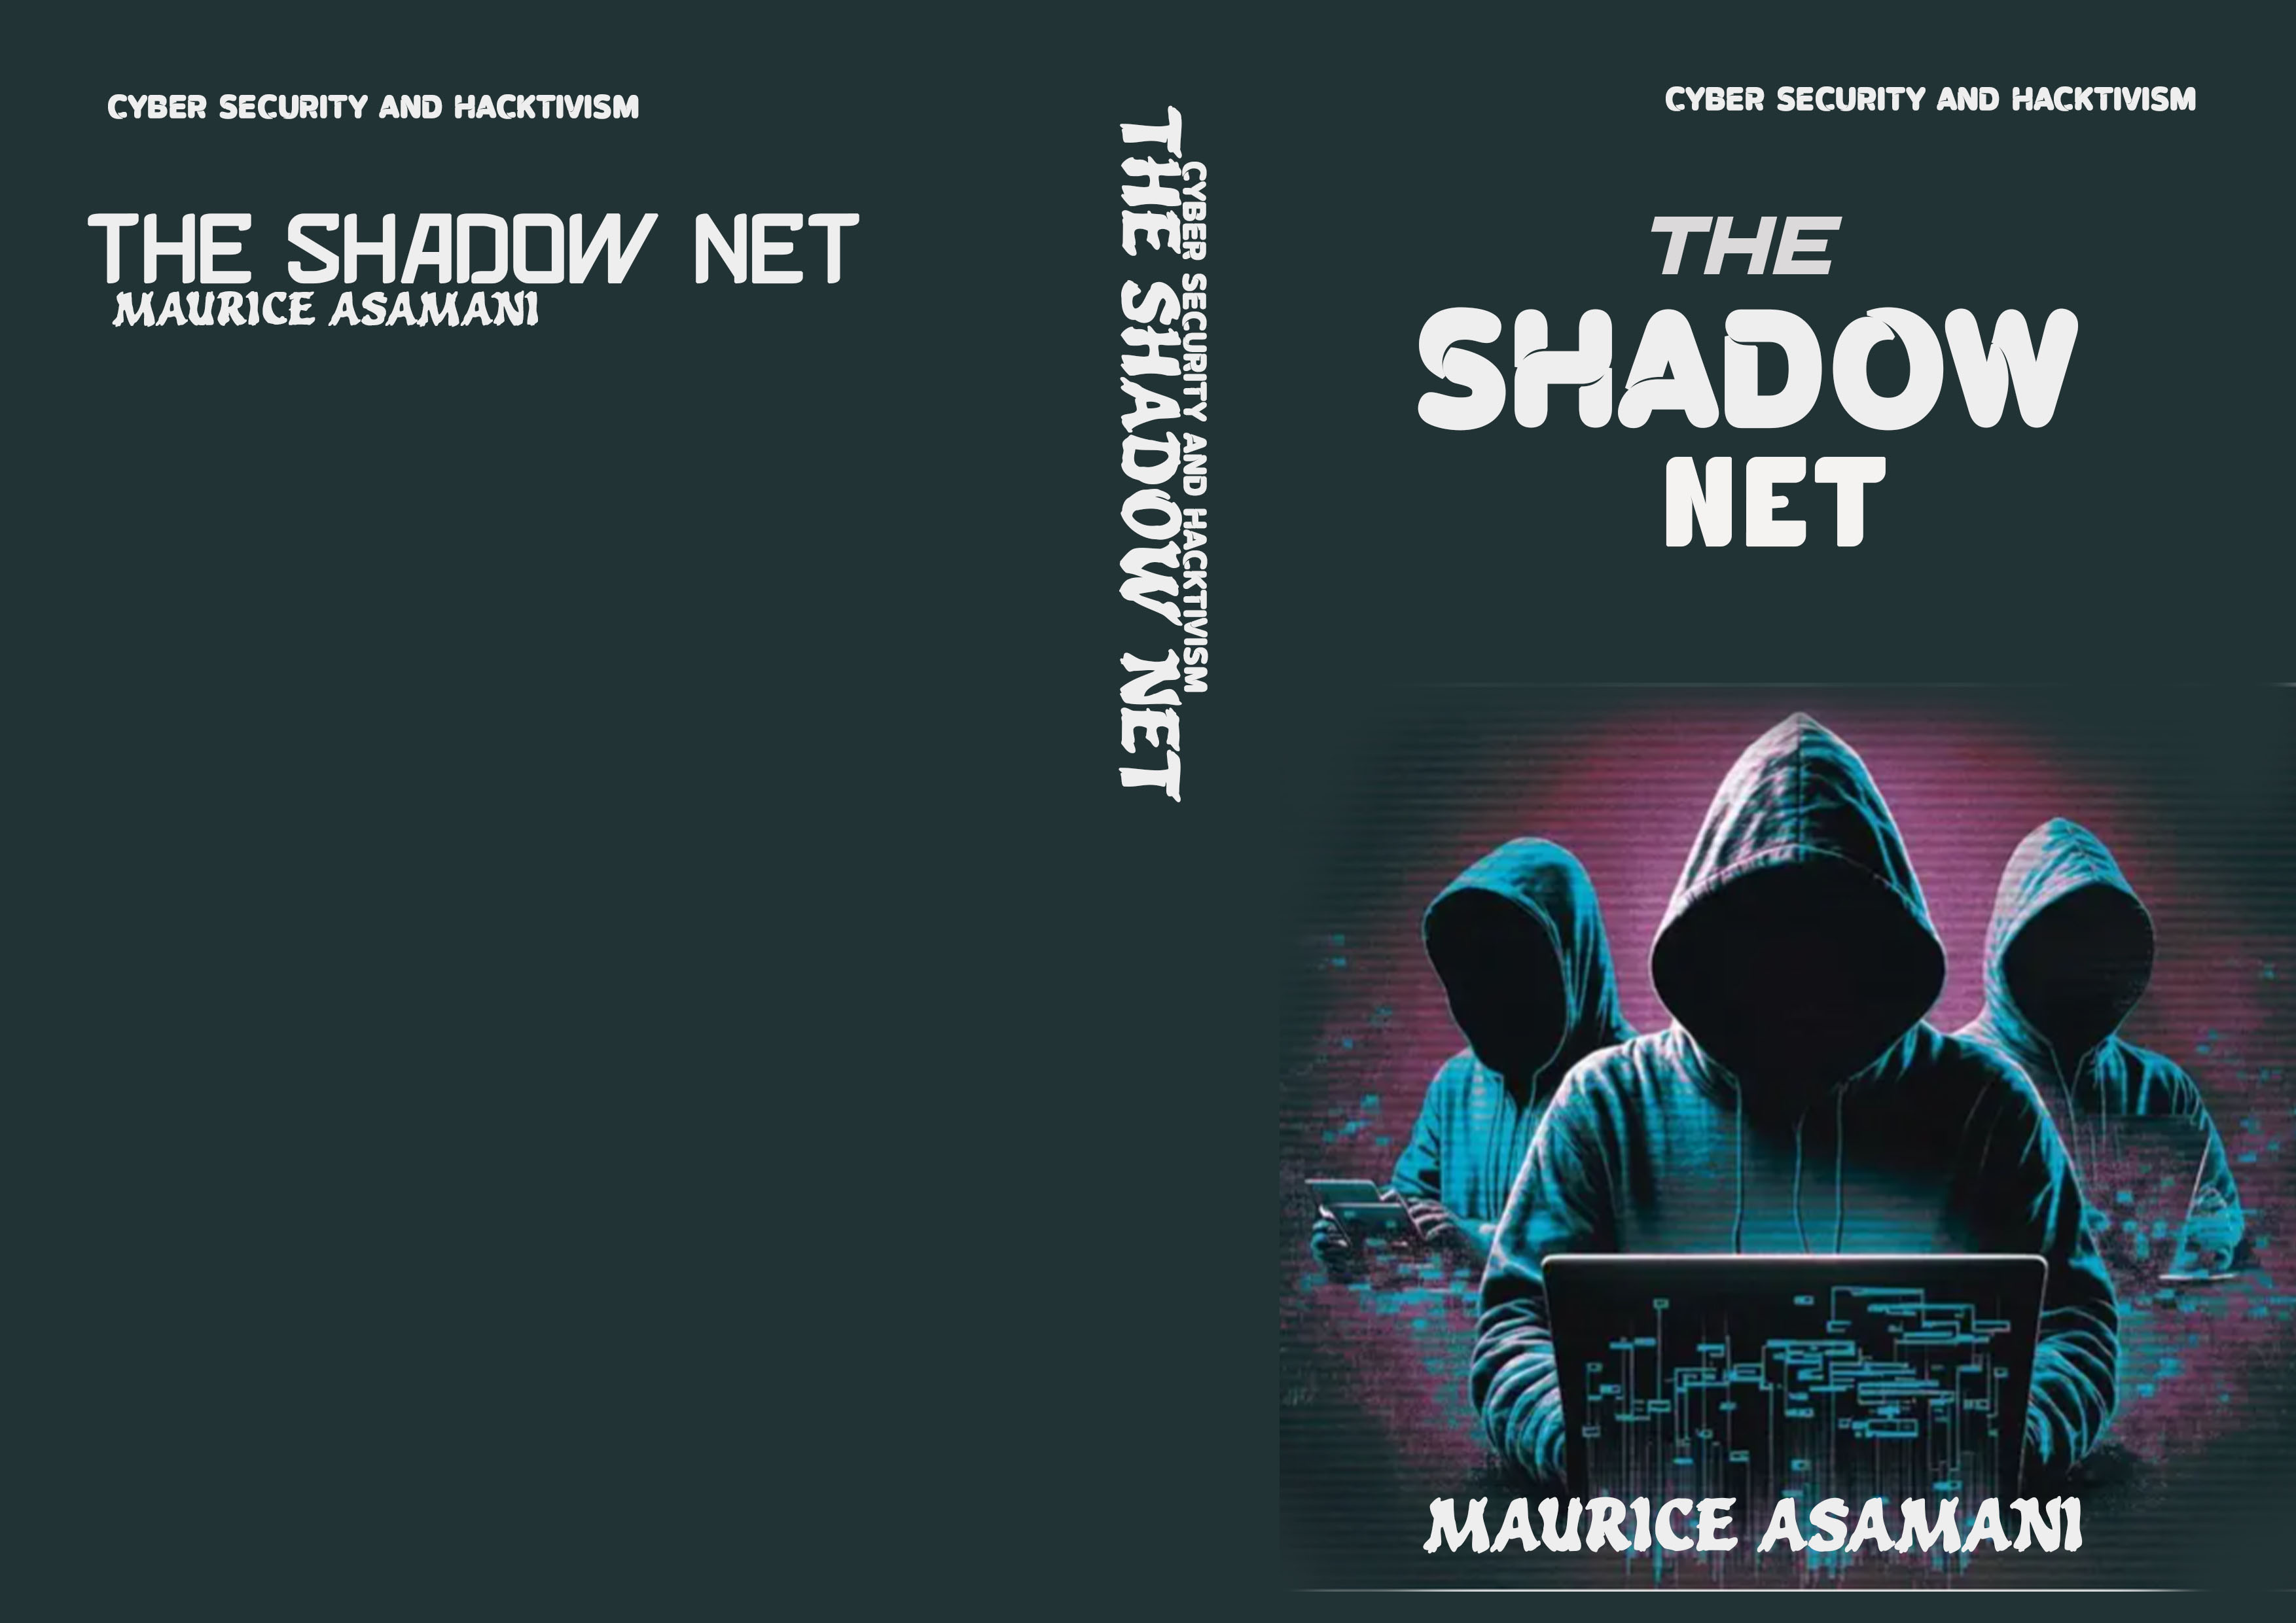 CYBER SECURITY AND HACKTIVISM
THE SHADOW NET
MAURICE ASAMANI
THE SHADOW NET
CYBER SECURITY AND HACKTIVISM
CYBER SECURITY AND HACKTIVISM
THE
SHADOW
NET
MAURICE ASAMANI